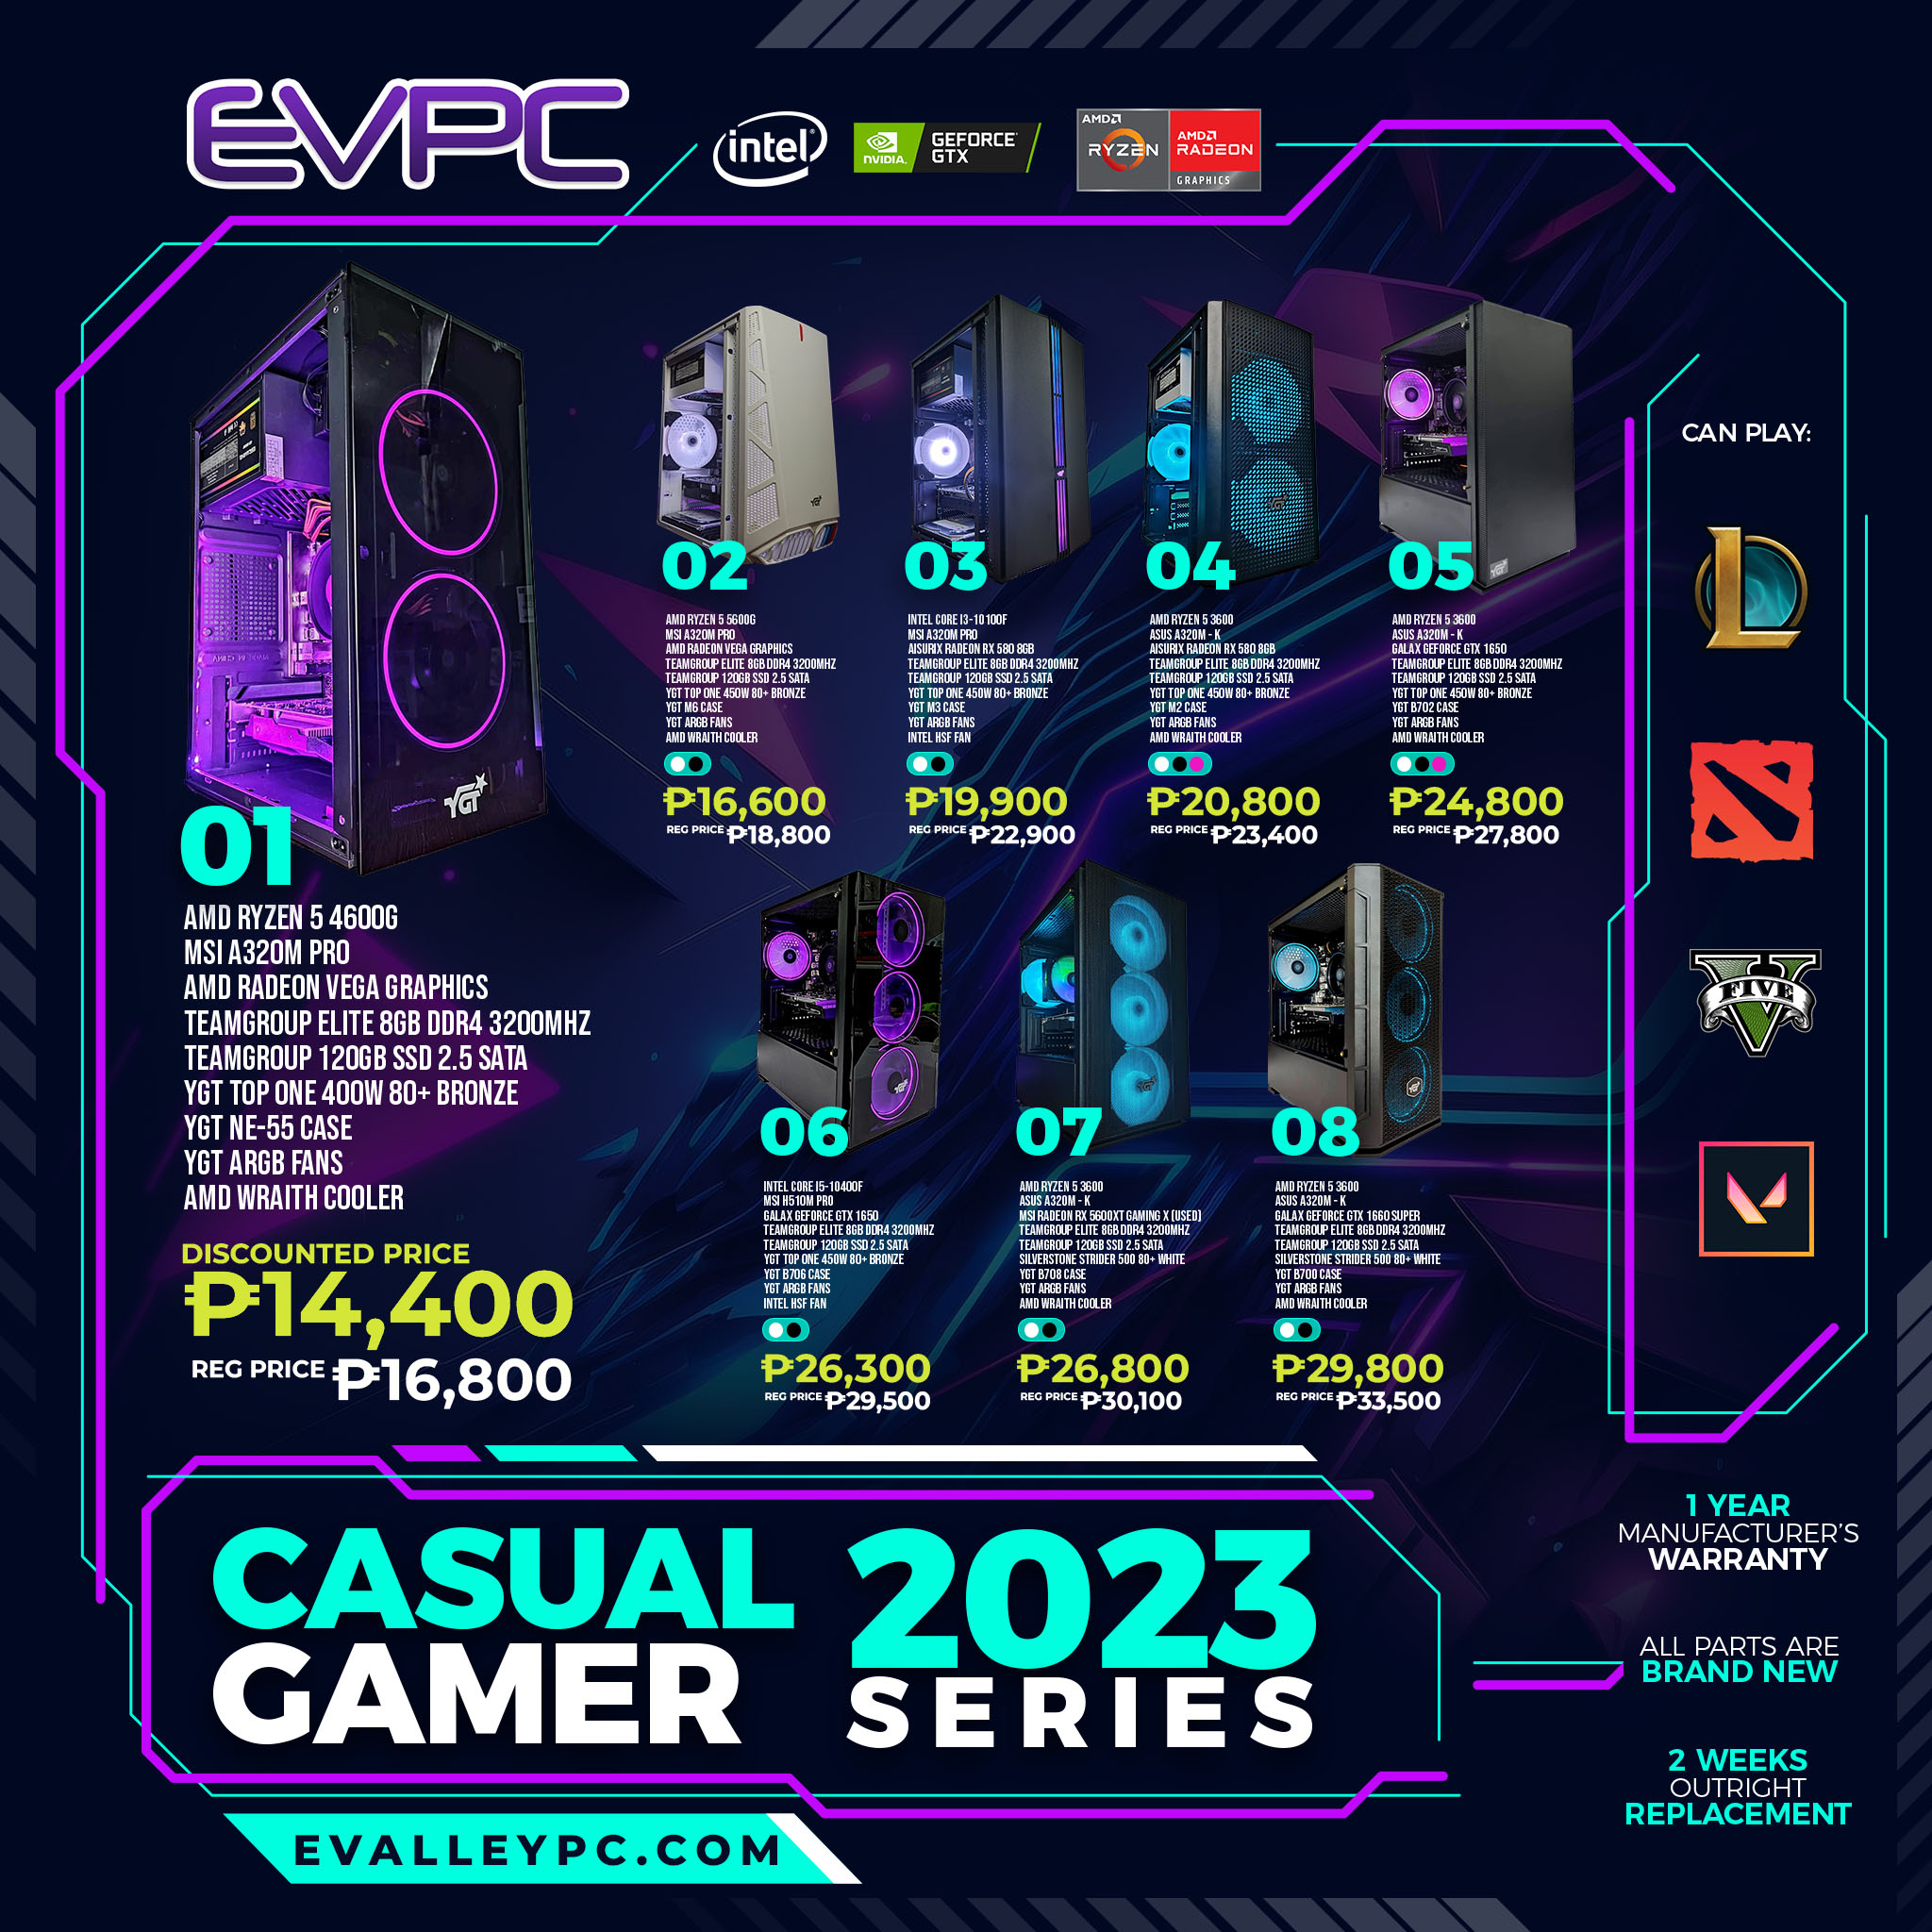 EVPC
intel
NVIDIA.
GEFORCE
GTX
AMD
RYZEN
AMD
RADEON
GRAPHICS
CAN PLAY:
YGT
01
AMD RYZEN 5 4600G
MSI A320M PRO
AMD RADEON VEGA GRAPHICS
TEAMGROUP ELITE 8GB DDR4 3200MHZ
TEAMGROUP 120GB SSD 2.5 SATA
YGT TOP ONE 400W 80+ BRONZE
YGT NE-55 CASE
YGT ARGB FANS
AMD WRAITH COOLER
DISCOUNTED PRICE
₱14,400
REG PRICE ₱16,800
02
AMD RYZEN 5 5600G
MSI A320M PRO
AMD RADEON VEGA GRAPHICS
TEAMGROUP ELITE 8GB DDR4 3200MHZ
TEAMGROUP 120GB SSD 2.5 SATA
YGT TOP ONE 450W 80+ BRONZE
YGT M6 CASE
YGT ARGB FANS
AMD WRAITH COOLER
₱16,600
REG PRICE ₱18,800
03
INTEL CORE I3-10100F
MSI A320M PRO
AISURIX RADEON RX 580 8GB
TEAMGROUP ELITE 8GB DDR4 3200MHZ
TEAMGROUP 120GB SSD 2.5 SATA
YGT TOP ONE 450W 80+ BRONZE
YGT M3 CASE
YGT ARGB FANS
INTEL HSF FAN
₱19,900
REG PRICE ₱22,900
04
AMD RYZEN 5 3600
ASUS A320M - K
AISURIX RADEON RX 580 8GB
TEAMGROUP ELITE 8GB DDR4 3200MHZ
TEAMGROUP 120GB SSD 2.5 SATA
YGT TOP ONE 450W 80+ BRONZE
YGT M2 CASE
YGT ARGB FANS
AMD WRAITH COOLER
₱20,800
REG PRICE ₱23,400
05
AMD RYZEN 5 3600
ASUS A320M - K
GALAX GEFORCE GTX 1650
TEAMGROUP ELITE 8GB DDR4 3200MHZ
TEAMGROUP 120GB SSD 2.5 SATA
YGT TOP ONE 450W 80+ BRONZE
YGT B702 CASE
YGT ARGB FANS
AMD WRAITH COOLER
₱24,800
REG PRICE ₱27,800
06
INTEL CORE I5-10400F
MSI H510M PRO
GALAX GEFORCE GTX 1650
TEAMGROUP ELITE 8GB DDR4 3200MHZ
TEAMGROUP 120GB SSD 2.5 SATA
YGT TOP ONE 450W 80+ BRONZE
YGT B706 CASE
YGT ARGB FANS
INTEL HSF FAN
₱26,300
REG PRICE ₱29,500
07
AMD RYZEN 5 3600
ASUS A320M - K
MSI RADEON RX 5600XT GAMING X (USED)
TEAMGROUP ELITE 8GB DDR4 3200MHZ
TEAMGROUP 120GB SSD 2.5 SATA
SILVERSTONE STRIDER 500 80+ WHITE
YGT B708 CASE
YGT ARGB FANS
AMD WRAITH COOLER
₱26,800
REG PRICE ₱30,100
08
AMD RYZEN 5 3600
ASUS A320M - K
GALAX GEFORCE GTX 1660 SUPER
TEAMGROUP ELITE 8GB DDR4 3200MHZ
TEAMGROUP 120GB SSD 2.5 SATA
SILVERSTONE STRIDER 500 80+ WHITE
YGT B700 CASE
YGT ARGB FANS
AMD WRAITH COOLER
₱29,800
REG PRICE ₱33,500
FIVE
CASUAL
GAMER
2023
SERIES
EVALLEYPC.COM
1 YEAR
MANUFACTURER'S
WARRANTY
ALL PARTS ARE
BRAND NEW
2 WEEKS
OUTRIGHT
REPLACEMENT